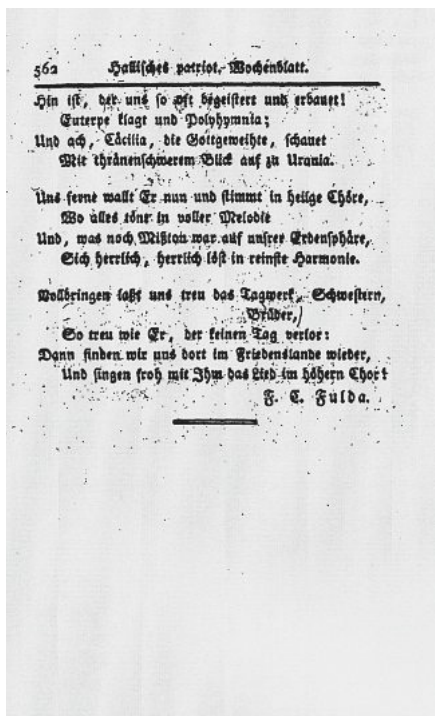 562 Hallisches patriot. Wochenblatt.
Hin ist, der uns so oft begeistert und erbauet!
Euterpe klagt und Polyhymnia;
Und ach, Cäcilia, die Gottgeweihte, schauet
Mit thränenschwerem Blick auf zu Urania.
Uns ferne wallt Er nun und stimmt in heilge Chöre,
Wo alles tönt in voller Melodie
Und, was noch Mißton war auf unsrer Erdensphäre,
Sich herrlich, herrlich löst in reinste Harmonie.
Vollbringen laßt uns treu das Tagwerk, Schwestern,
Brüder,
So treu wie Er, der keinen Tag verlor:
Dann finden wir uns dort im Friedenslande wieder,
Und singen froh mit Ihm das Lied im höhern Chor!
F. C. Fulda.